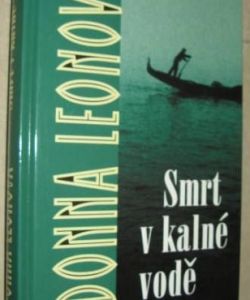 DONNA LEONOV
Smrt
v kalné
vodě